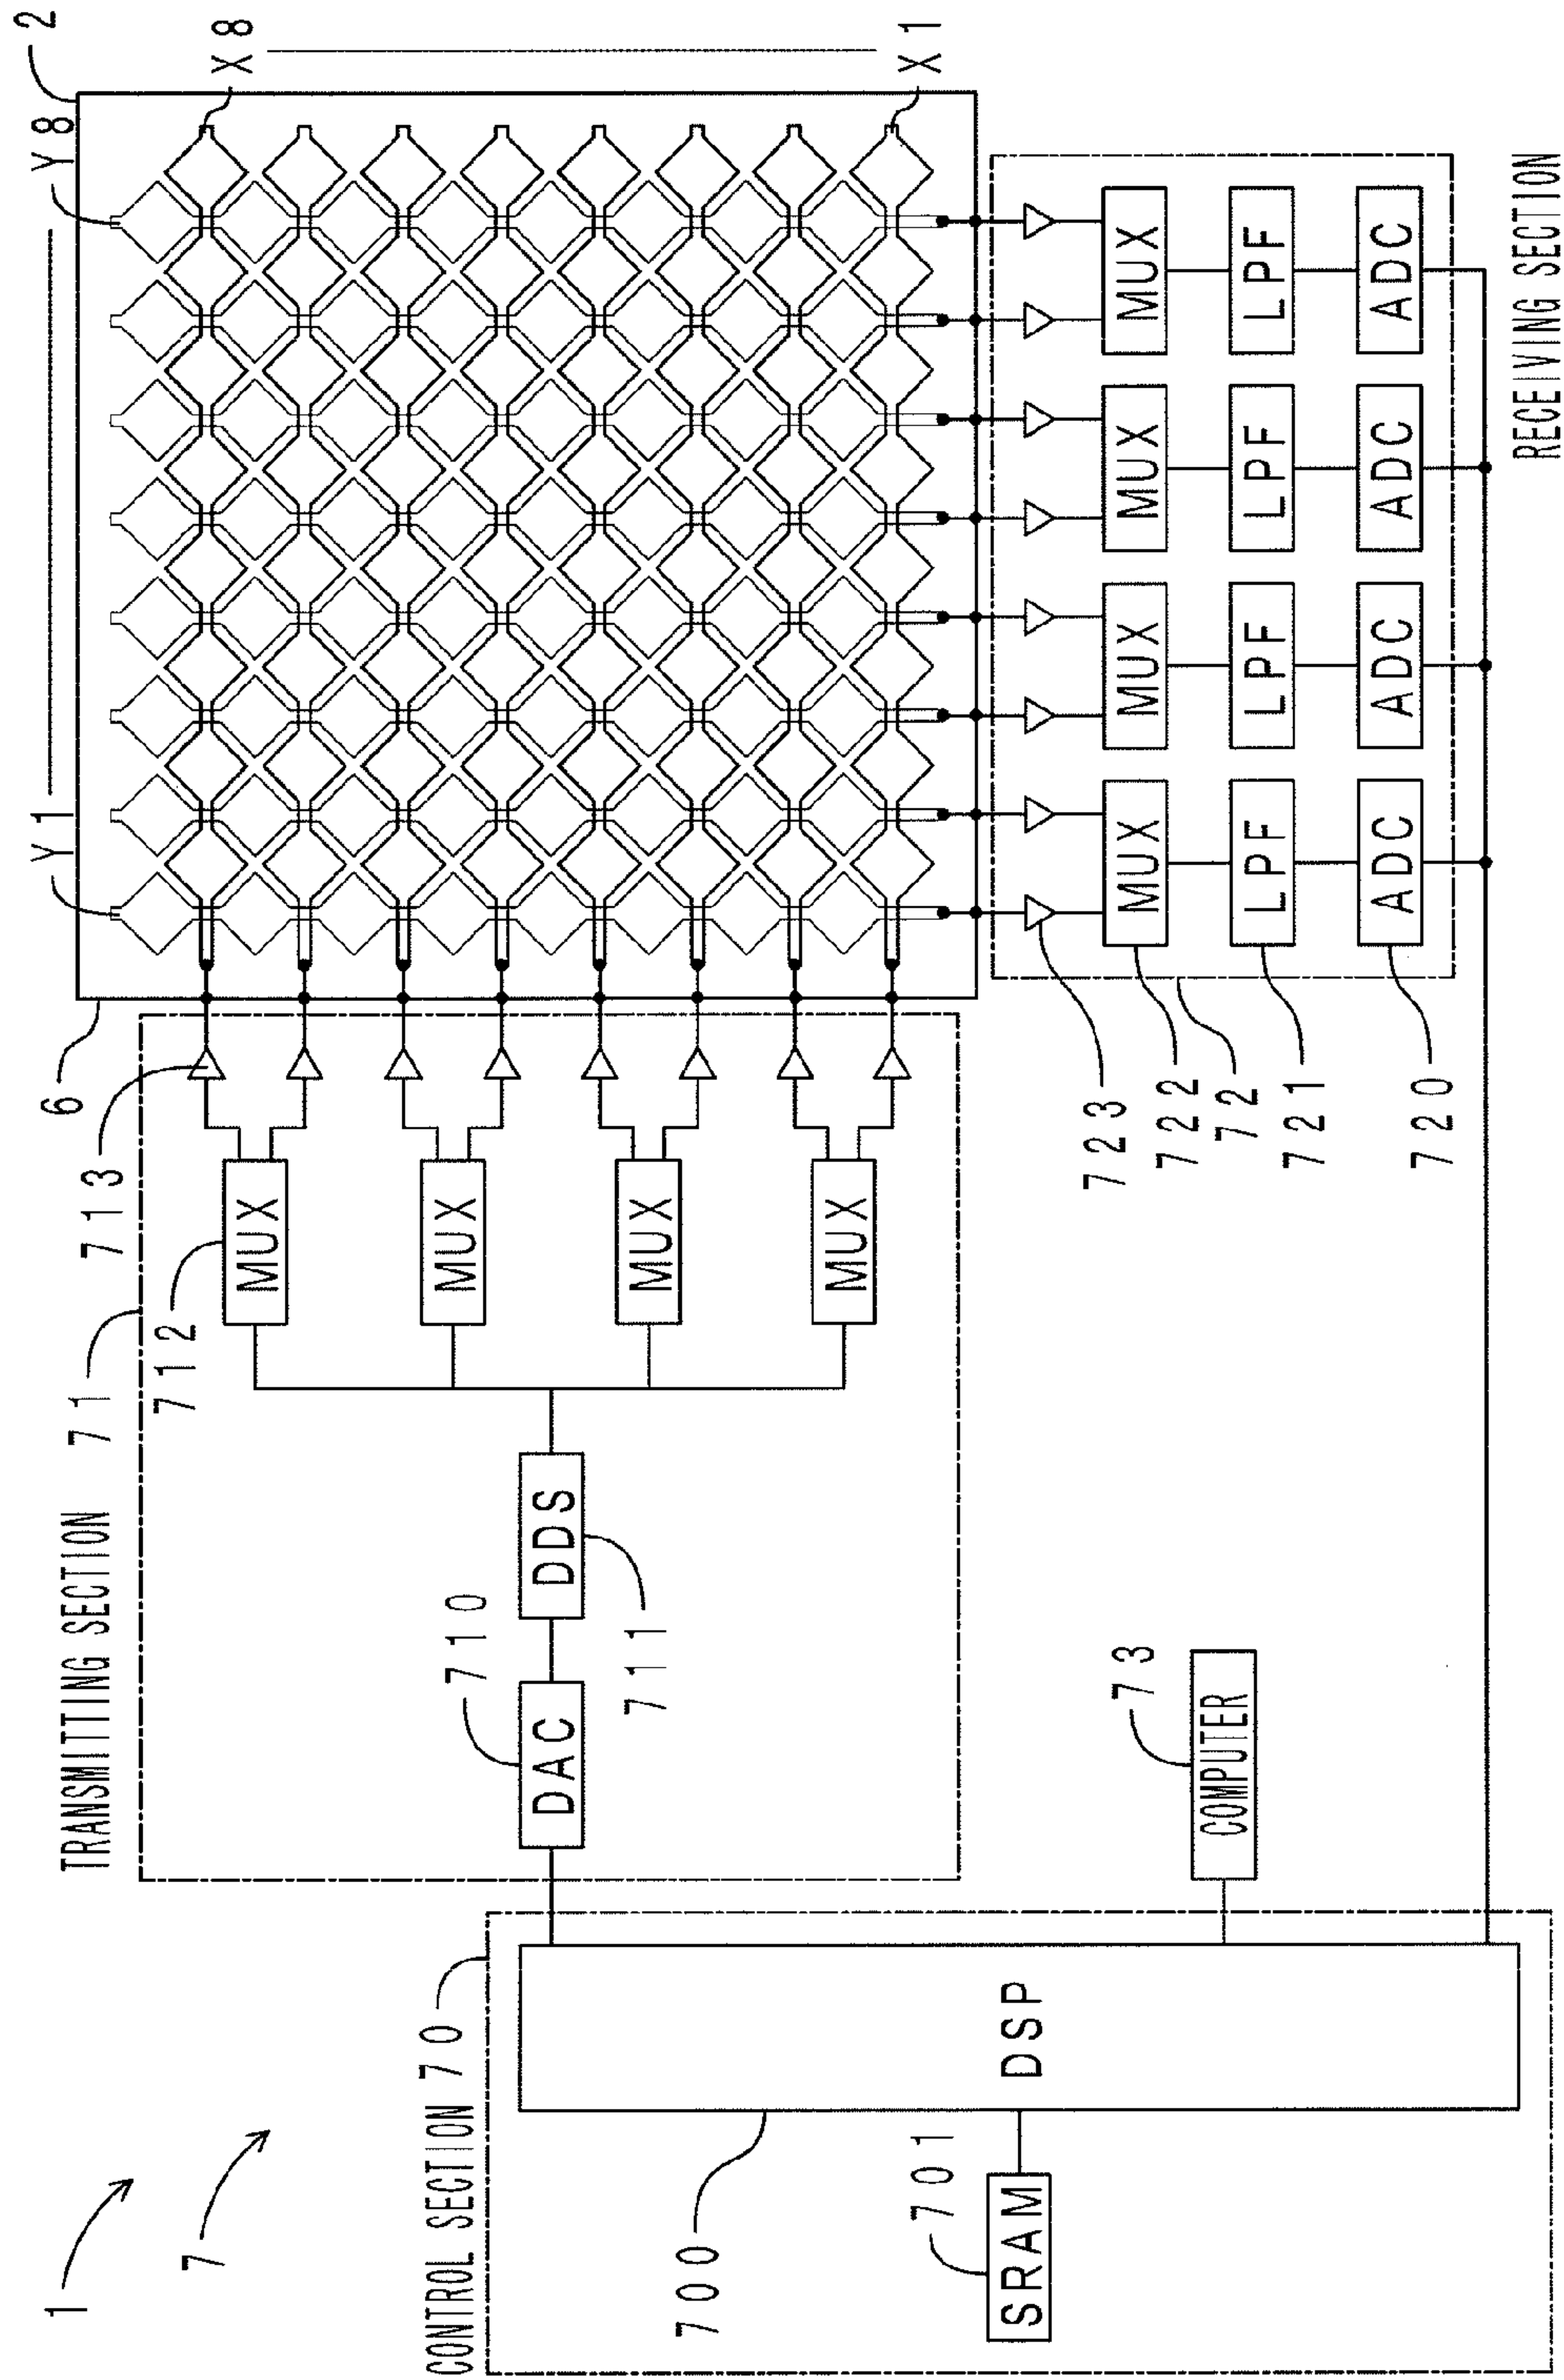 1
7
TRANSMITTING SECTION
71
DAC
710
DDS
711
MUX
712
713
MUX
MUX
MUX
6
2
Y1
Y8
X8
X1
CONTROL SECTION 70
DSP
700
SRAM
701
COMPUTER
73
RECEIVING SECTION
723
MUX
MUX
MUX
MUX
722
72
LPF
LPF
LPF
LPF
721
ADC
ADC
ADC
ADC
720